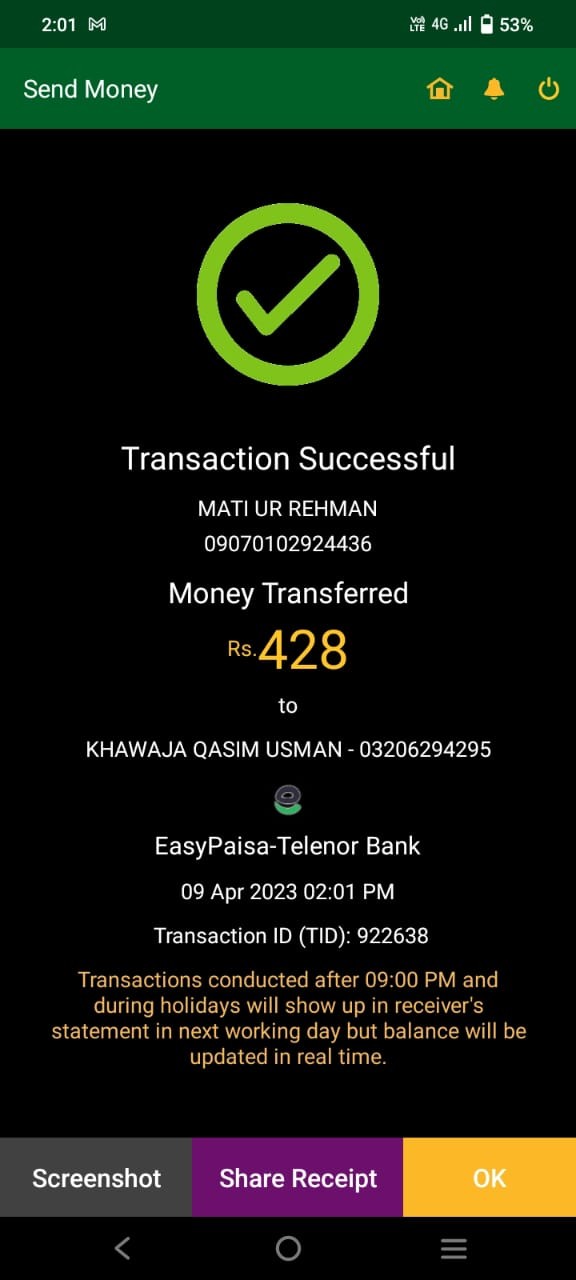 2:01 VoD LTE 4G 53%
Send Money
Transaction Successful
MATI UR REHMAN
09070102924436
Money Transferred
Rs.428
to
KHAWAJA QASIM USMAN - 03206294295
EasyPaisa-Telenor Bank
09 Apr 2023 02:01 PM
Transaction ID (TID): 922638
Transactions conducted after 09:00 PM and
during holidays will show up in receiver's
statement in next working day but balance will be
updated in real time.
Screenshot Share Receipt OK